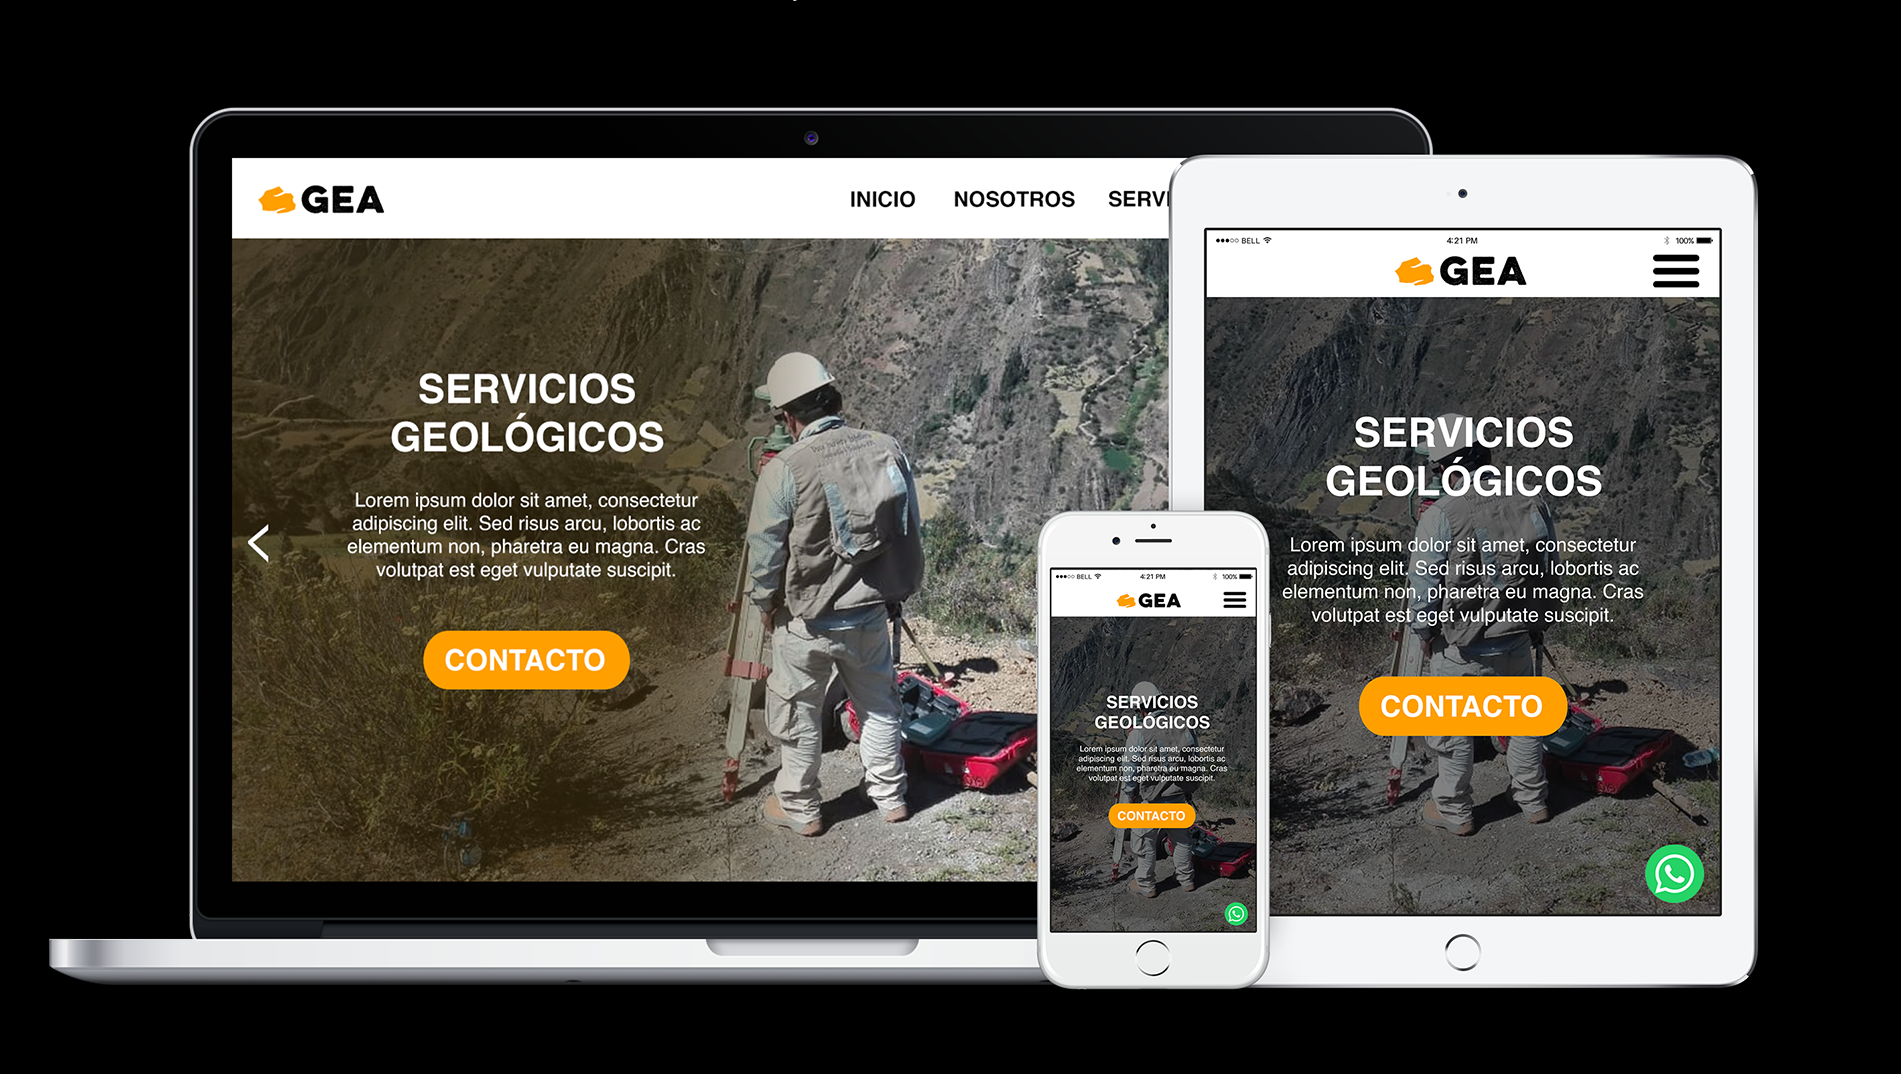 GEA
INICIO NOSOTROS SERVI
SERVICIOS
GEOLÓGICOS
Lorem ipsum dolor sit amet, consectetur
adipiscing elit. Sed risus arcu, lobortis ac
elementum non, pharetra eu magna. Cras
volutpat est eget vulputate suscipit.
CONTACTO
BELL 4:21 PM 100%
GEA
SERVICIOS
GEOLÓGICOS
Lorem ipsum dolor sit amet, consectetur
adipiscing elit. Sed risus arcu, lobortis ac
elementum non, pharetra eu magna. Cras
volutpat est eget vulputate suscipit.
CONTACTO
BELL 4:21 PM 100%
GEA
SERVICIOS
GEOLÓGICOS
Lorem ipsum dolor sit amet, consectetur
adipiscing elit. Sed risus arcu, lobortis ac
elementum non, pharetra eu magna. Cras
volutpat est eget vulputate suscipit.
CONTACTO